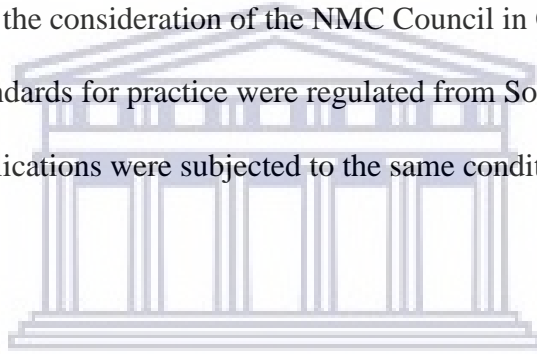 the consideration of the NMC Council in
ndards for practice were regulated from So
lications were subjected to the same condit